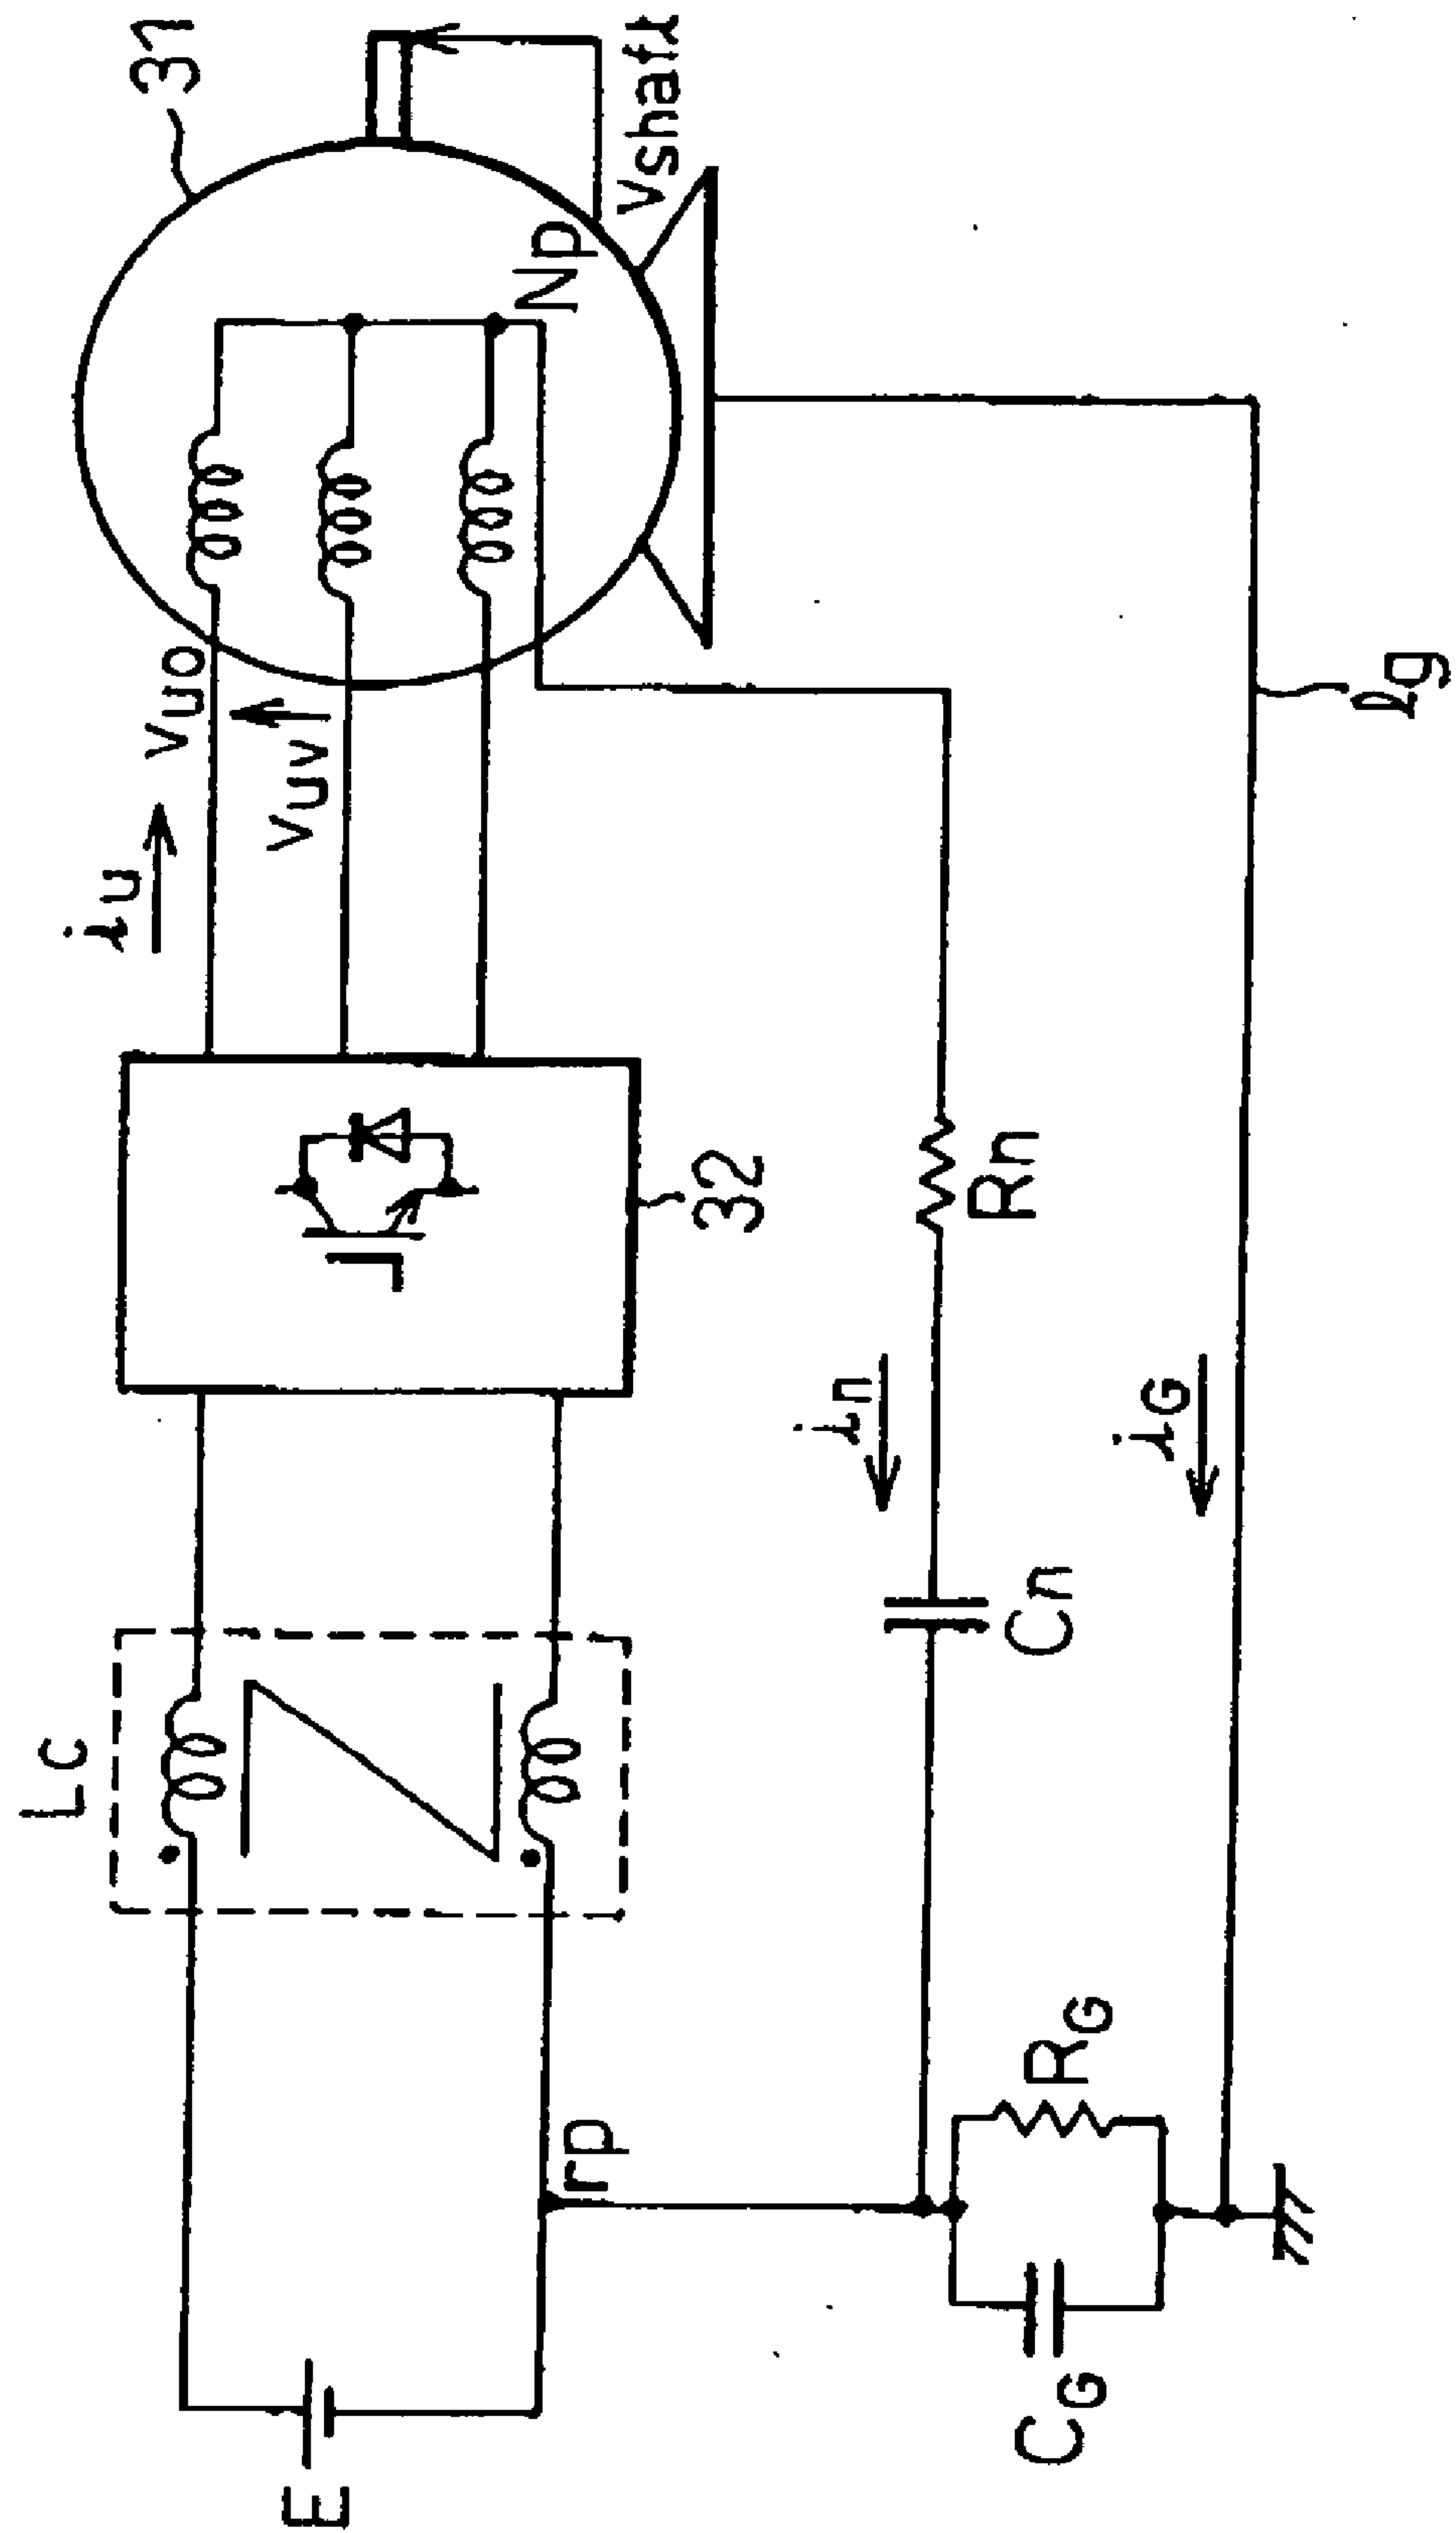 31
Vshaft
Np
iu
vuo
vuv
32
Lc
E
rp
in
Rn
Cn
iG
RG
CG
ℓg